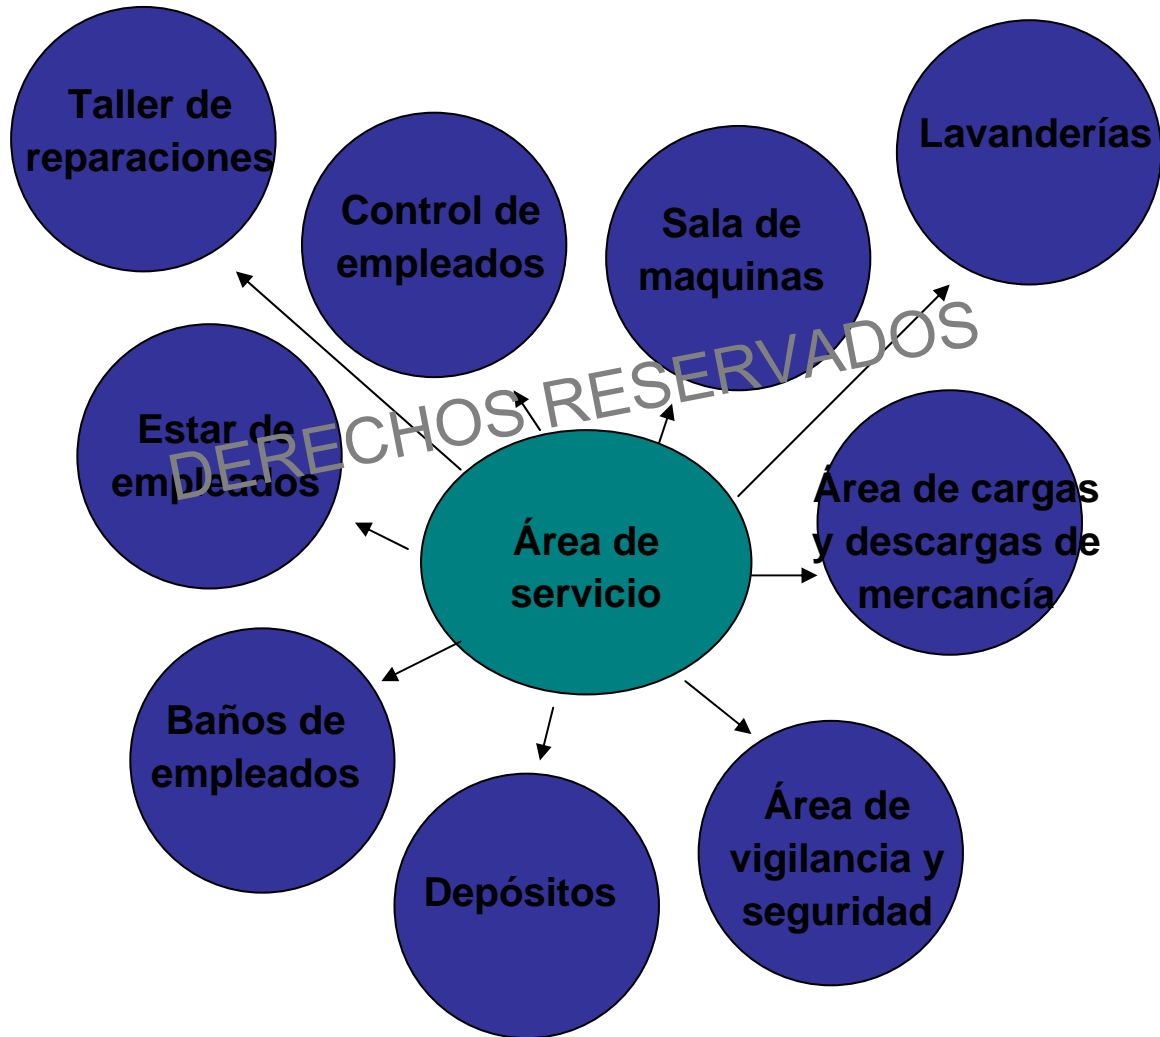 Taller de
reparaciones
Control de
empleados
Sala de
maquinas
Lavanderías
DERECHOS RESERVADOS
Estar de
empleados
Área de
servicio
Área de cargas
y descargas de
mercancía
Baños de
empleados
Depósitos
Área de
vigilancia y
seguridad